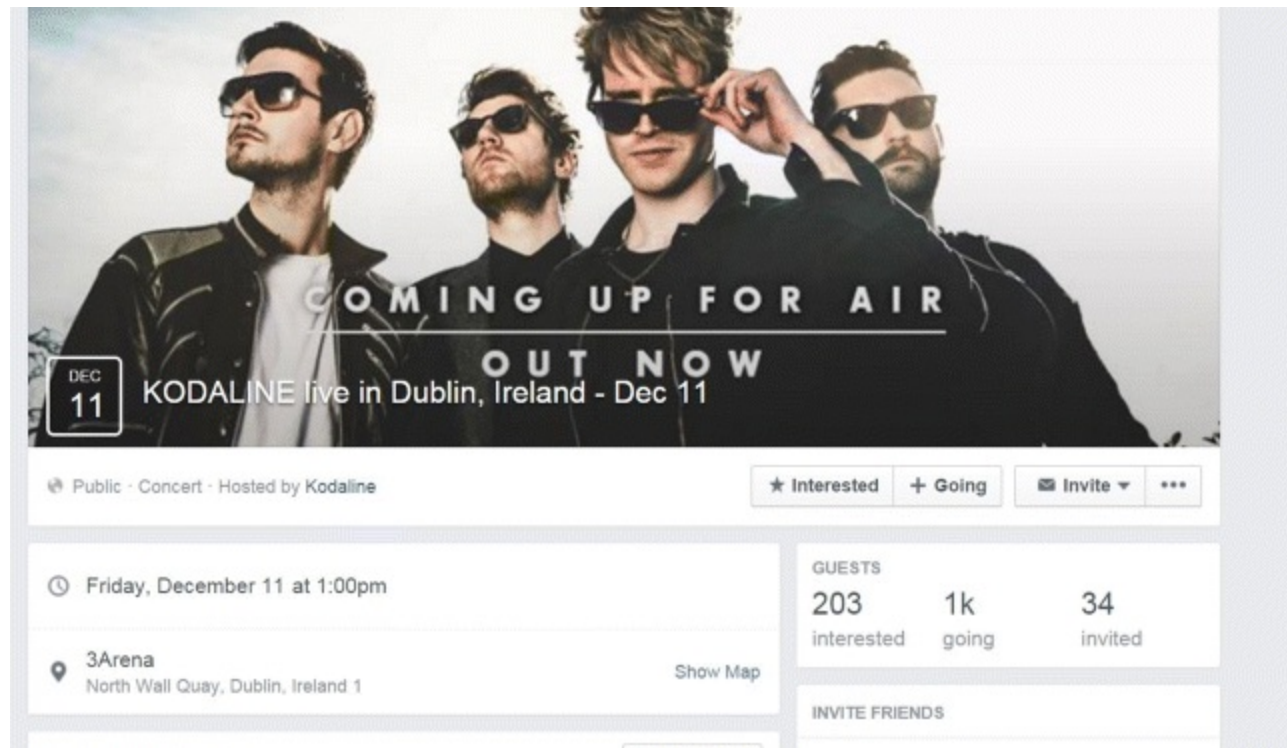 COMING UP FOR AIR
OUT NOW
DEC
11
KODALINE live in Dublin, Ireland - Dec 11
Public · Concert · Hosted by Kodaline
Interested
+ Going
Invite
Friday, December 11 at 1:00pm
3Arena
North Wall Quay, Dublin, Ireland 1
Show Map
GUESTS
203 1k 34
interested going invited
INVITE FRIENDS